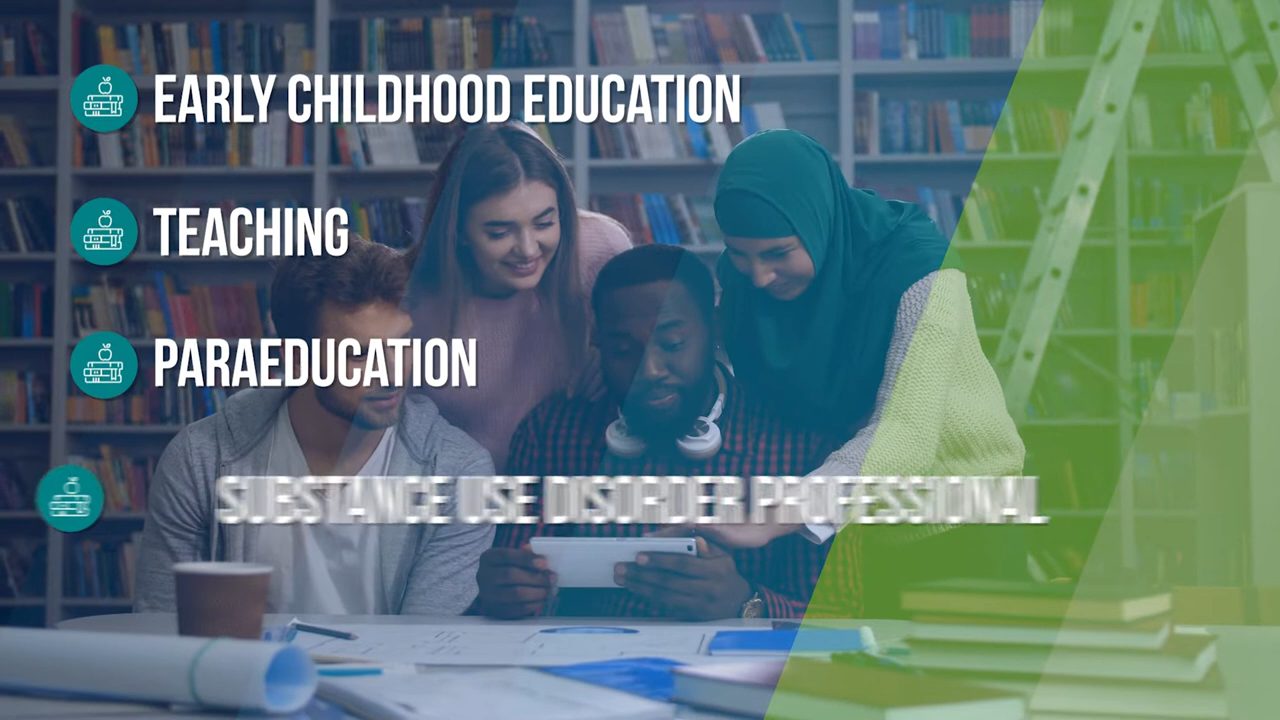 EARLY CHILDHOOD EDUCATION
TEACHING
PARAEDUCATION
SUBSTANCE USE DISORDER PROFESSIONAL